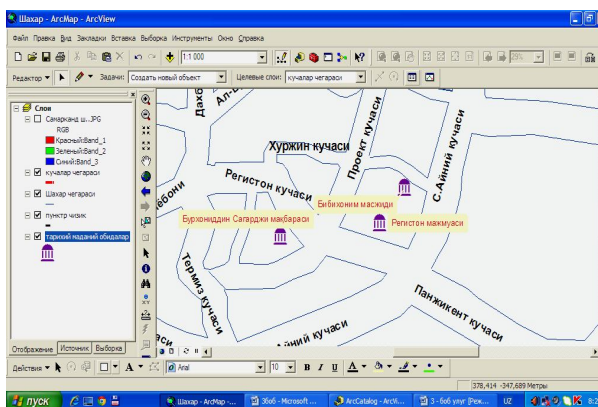 Шахар - ArcMap - ArcView
Файл Правка Вид Закладки Вставка Выборка Инструменты Окно Справка
1:1 000
29%
Редактор Задачи: Создать новый объект Целевые слои: кучалар чегараси
Слои
Самарканд ш...JPG
RGB
Красный:Band_1
Зеленый:Band_2
Синий:Band_3
кучалар чегараси
Шахар чегараси
пунктр чизик
тарихий маданий обидалар
Хуржин кучаси
Проект кучаси
С.Айний кучаси
Регистон кучаси
Бибихоним масжиди
Бурхониддин Сагарджи мақбараси
Регистон мажмуаси
Термиз кучаси
Панжикент кучаси
Отображение Источник Выборка
Действия A Arial 10 B I U A
378,414 -347,689 Метры
пуск Шахар - ArcMap -... 3боб - Microsoft ... ArcCatalog - ArcVi... 3 - боб улуг [Реж... UZ